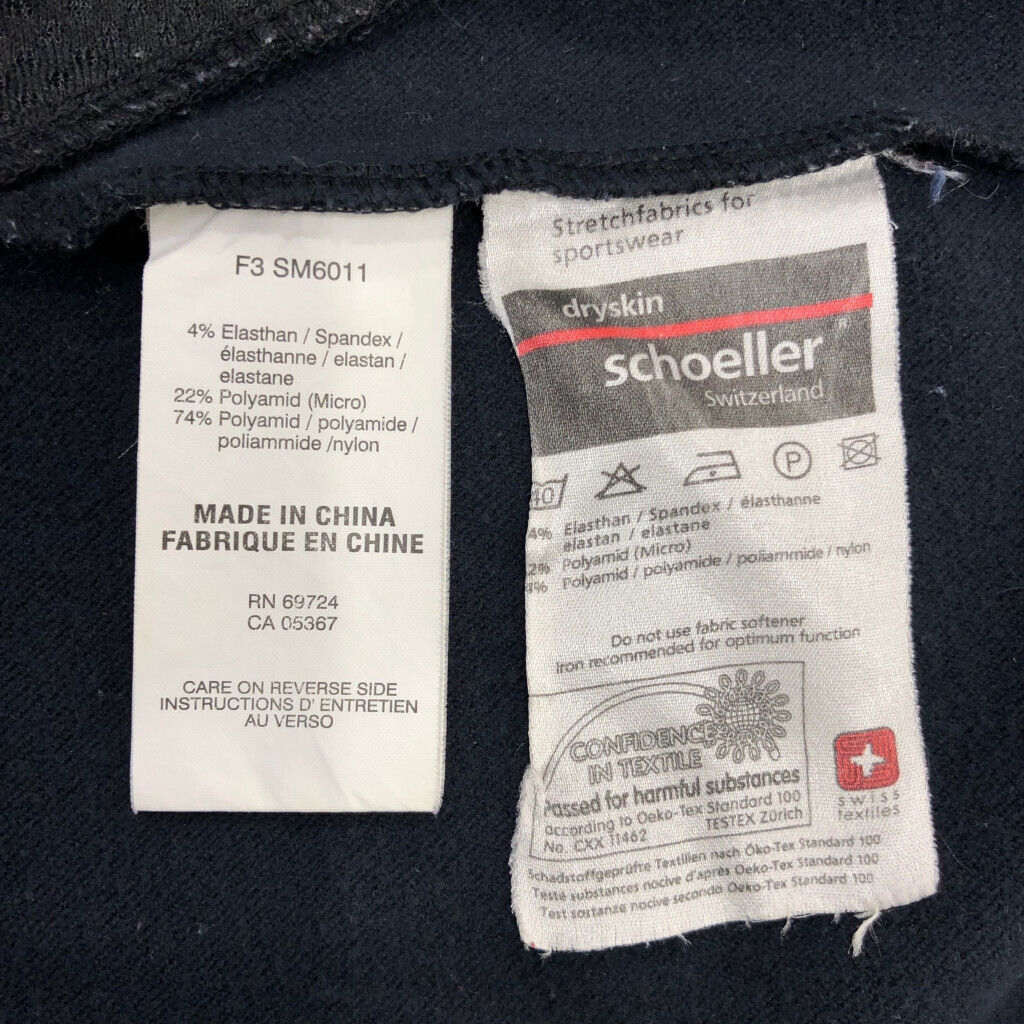 F3 SM6011
4% Elasthan / Spandex /
élasthanne / elastan /
elastane
22% Polyamid (Micro)
74% Polyamid / polyamide /
poliammide /nylon
MADE IN CHINA
FABRIQUE EN CHINE
RN 69724
CA 05367
CARE ON REVERSE SIDE
INSTRUCTIONS D' ENTRETIEN
AU VERSO
Stretchfabrics for
sportswear
dryskin
schoeller ®
Switzerland
40 P
4% Elasthan / Spandex / élasthanne
elastan / elastane
2% Polyamid (Micro)
4% Polyamid / polyamide / poliammide / nylon
Do not use fabric softener
Iron recommended for optimum function
CONFIDENCE
IN TEXTILE
Passed for harmful substances
according to Oeko-Tex Standard 100
No. CXX 11462 TESTEX Zürich
swiss
textiles
Schadstoffgeprüfte Textilien nach Öko-Tex Standard 100
Testé substances nocive d'après Oeko-Tex Standard 100
Test sostanze nocive secondo Oeko-Tex Standard 100